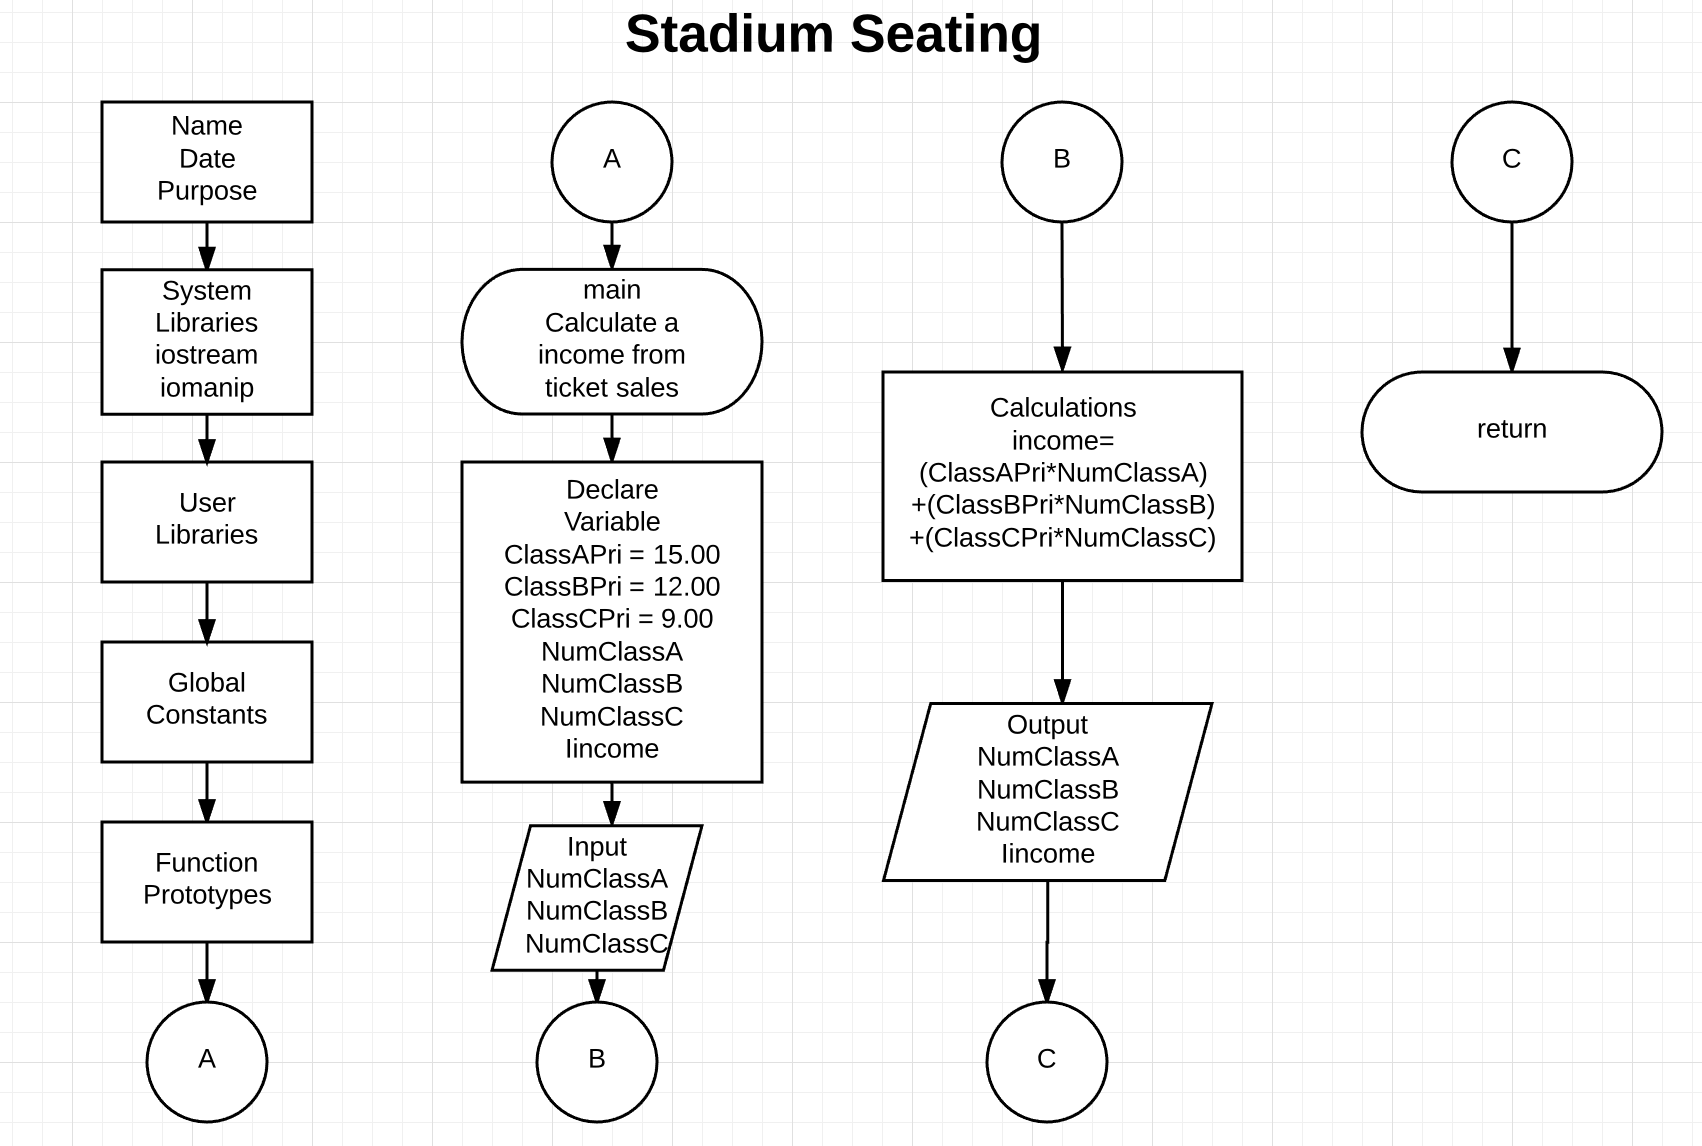 Stadium Seating
Name
Date
Purpose
System
Libraries
iostream
iomanip
User
Libraries
Global
Constants
Function
Prototypes
A
A
main
Calculate a
income from
ticket sales
Declare
Variable
ClassAPri = 15.00
ClassBPri = 12.00
ClassCPri = 9.00
NumClassA
NumClassB
NumClassC
Iincome
Input
NumClassA
NumClassB
NumClassC
B
B
Calculations
income=
(ClassAPri*NumClassA)
+(ClassBPri*NumClassB)
+(ClassCPri*NumClassC)
Output
NumClassA
NumClassB
NumClassC
Iincome
C
C
return